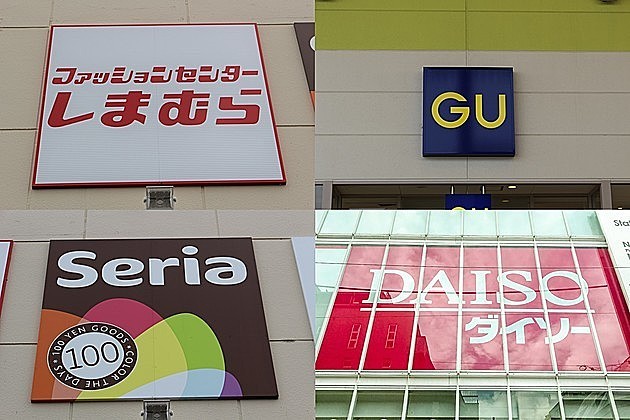 ファッションセンター
しまむら
GU
GU
Seria
100 YEN GOODS
100
COLOR THE DAYS
DAISO
ダイソー